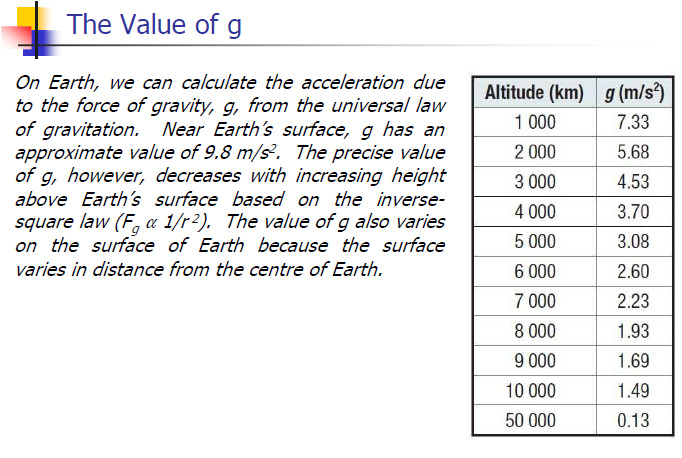 The Value of g
On Earth, we can calculate the acceleration due
to the force of gravity, g, from the universal law
of gravitation. Near Earth's surface, g has an
approximate value of 9.8 m/s². The precise value
of g, however, decreases with increasing height
above Earth's surface based on the inverse-
square law (Fg α 1/r²). The value of g also varies
on the surface of Earth because the surface
varies in distance from the centre of Earth.
Altitude (km) g (m/s²)
1 000 7.33
2 000 5.68
3 000 4.53
4 000 3.70
5 000 3.08
6 000 2.60
7 000 2.23
8 000 1.93
9 000 1.69
10 000 1.49
50 000 0.13